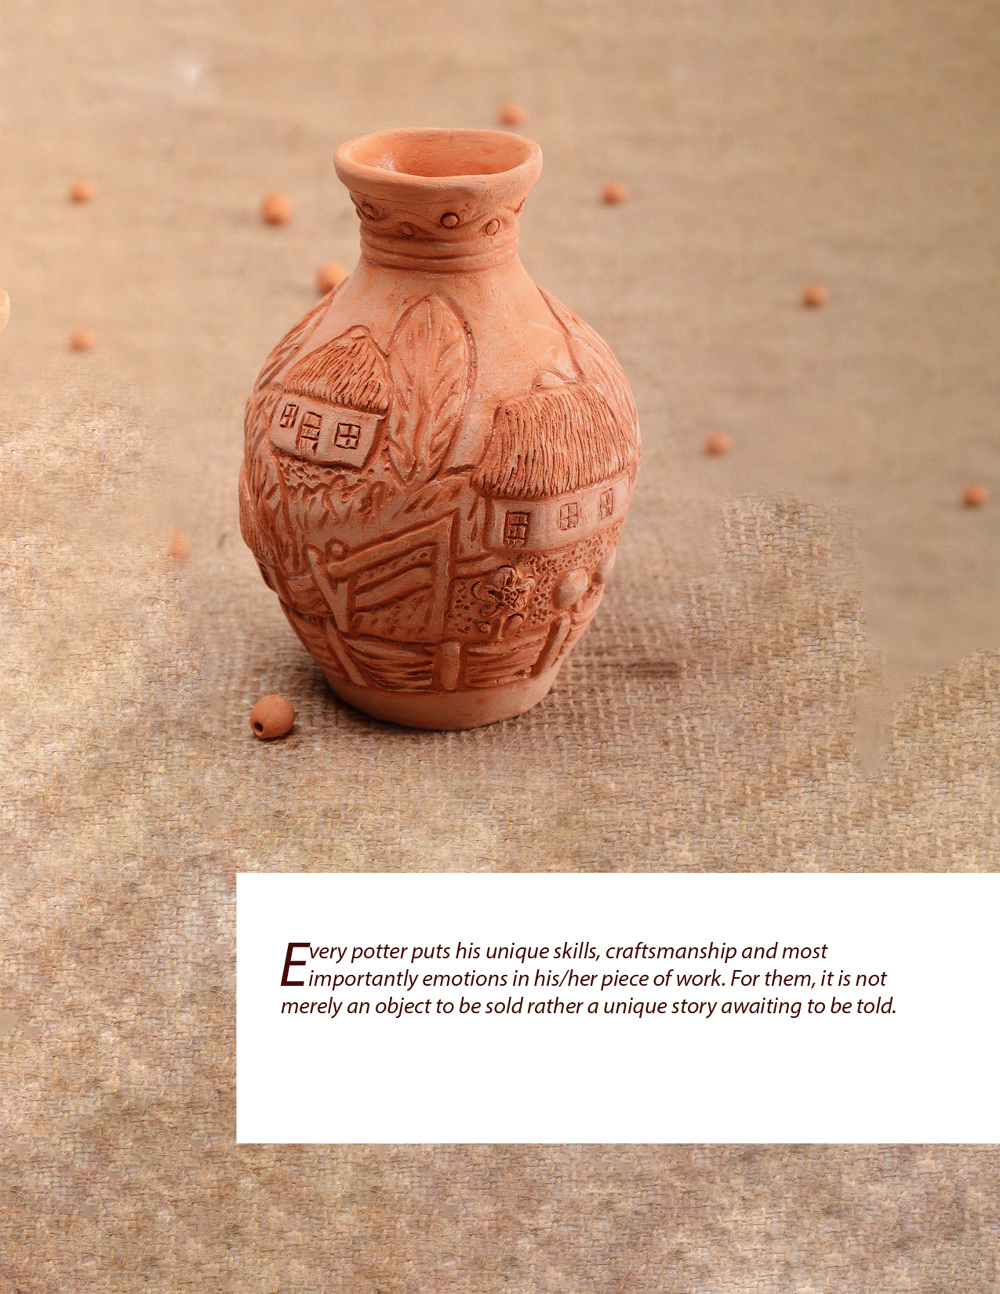 Every potter puts his unique skills, craftsmanship and most
importantly emotions in his/her piece of work. For them, it is not
merely an object to be sold rather a unique story awaiting to be told.